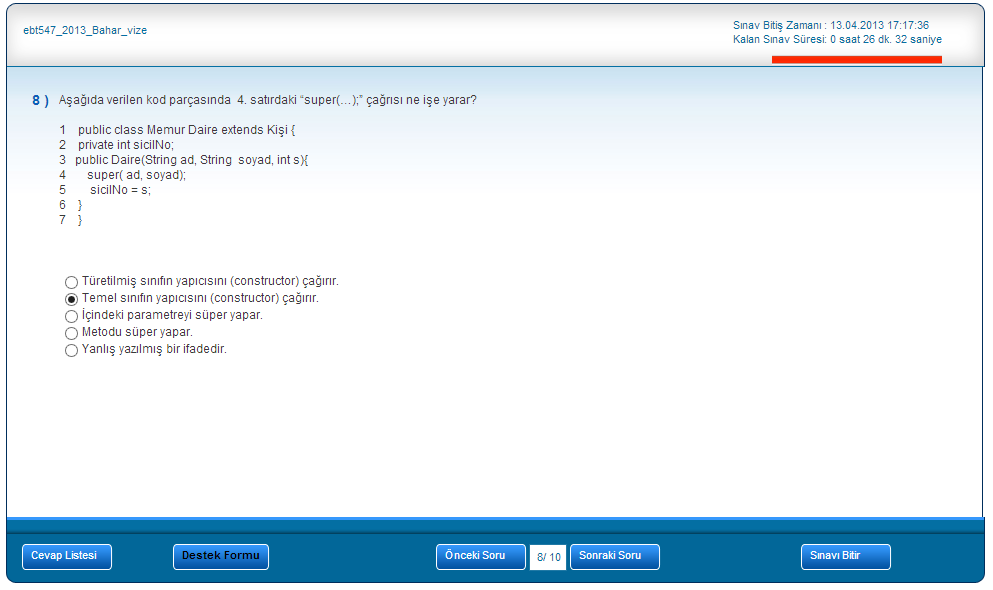 ebt547_2013_Bahar_vize
Sınav Bitiş Zamanı : 13.04.2013 17:17:36
Kalan Sınav Süresi: 0 saat 26 dk. 32 saniye
8 ) Aşağıda verilen kod parçasında 4. satırdaki “super(…);” çağrısı ne işe yarar?
1 public class Memur Daire extends Kişi {
2 private int sicilNo;
3 public Daire(String ad, String soyad, int s){
4 super( ad, soyad);
5 sicilNo = s;
6 }
7 }
Türetilmiş sınıfın yapıcısını (constructor) çağırır.
Temel sınıfın yapıcısını (constructor) çağırır.
İçindeki parametreyi süper yapar.
Metodu süper yapar.
Yanlış yazılmış bir ifadedir.
Cevap Listesi Destek Formu Önceki Soru 8/ 10 Sonraki Soru Sınavı Bitir